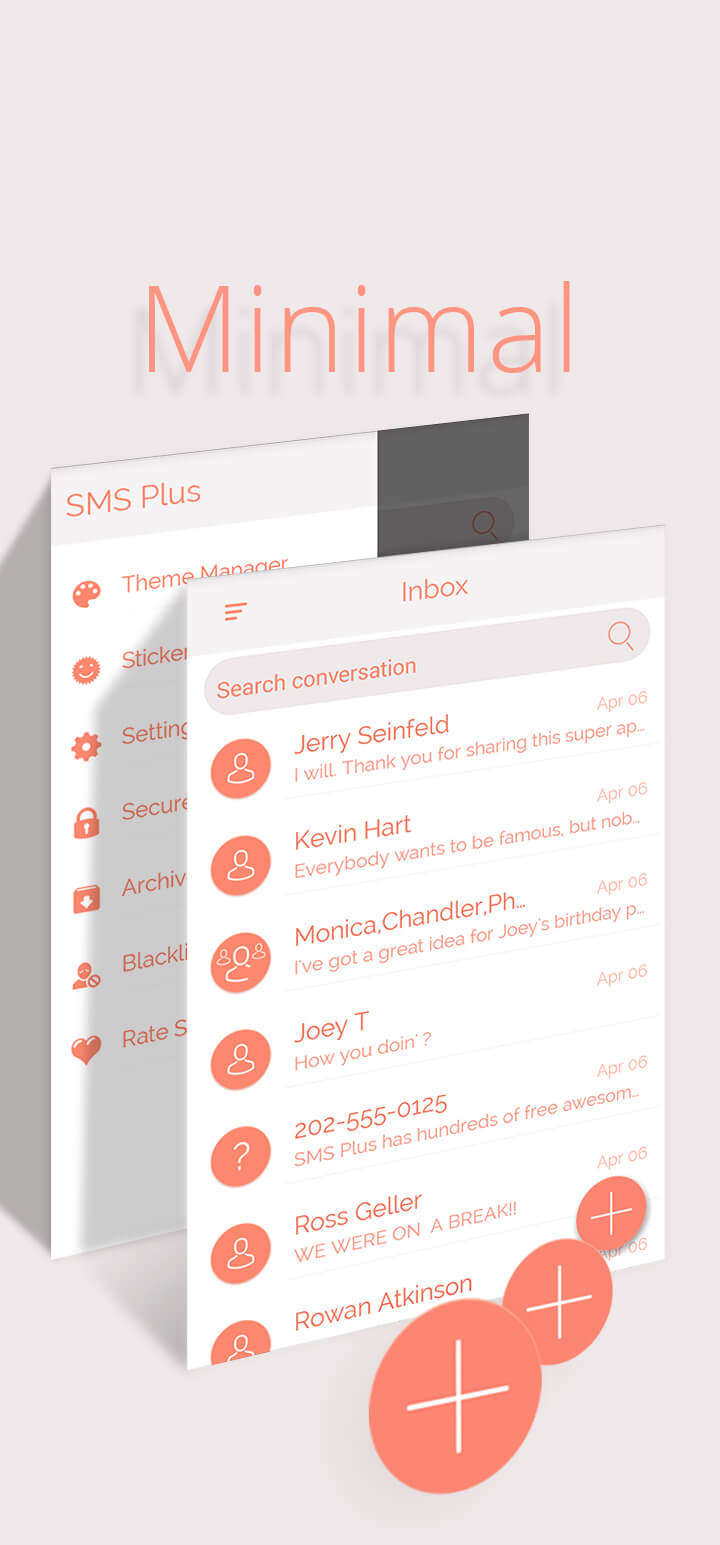 Minimal
SMS Plus
Theme Manager
Sticker
Setting
Secure
Archiv
Blackli
Rate S
Inbox
Search conversation
Jerry Seinfeld
Apr 06
I will. Thank you for sharing this super ap...
Kevin Hart
Apr 06
Everybody wants to be famous, but nob...
Monica,Chandler,Ph...
Apr 06
I've got a great idea for Joey's birthday p...
Joey T
Apr 06
How you doin' ?
202-555-0125
Apr 06
SMS Plus has hundreds of free awesom...
Ross Geller
Apr 06
WE WERE ON A BREAK!!
Rowan Atkinson
Apr 06